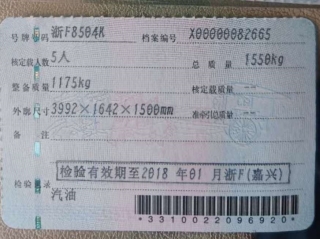 号牌号码 浙F8504K 档案编号 X00000082665
核定载人数 5人 总质量 1550kg
整备质量 1175kg 核定载质量 --
外廓尺寸 3992×1642×1500mm 准牵引总质量 --
备注
检验有效期至2018 年01 月浙F(嘉兴)
检验记录
汽油
*3310022096920*